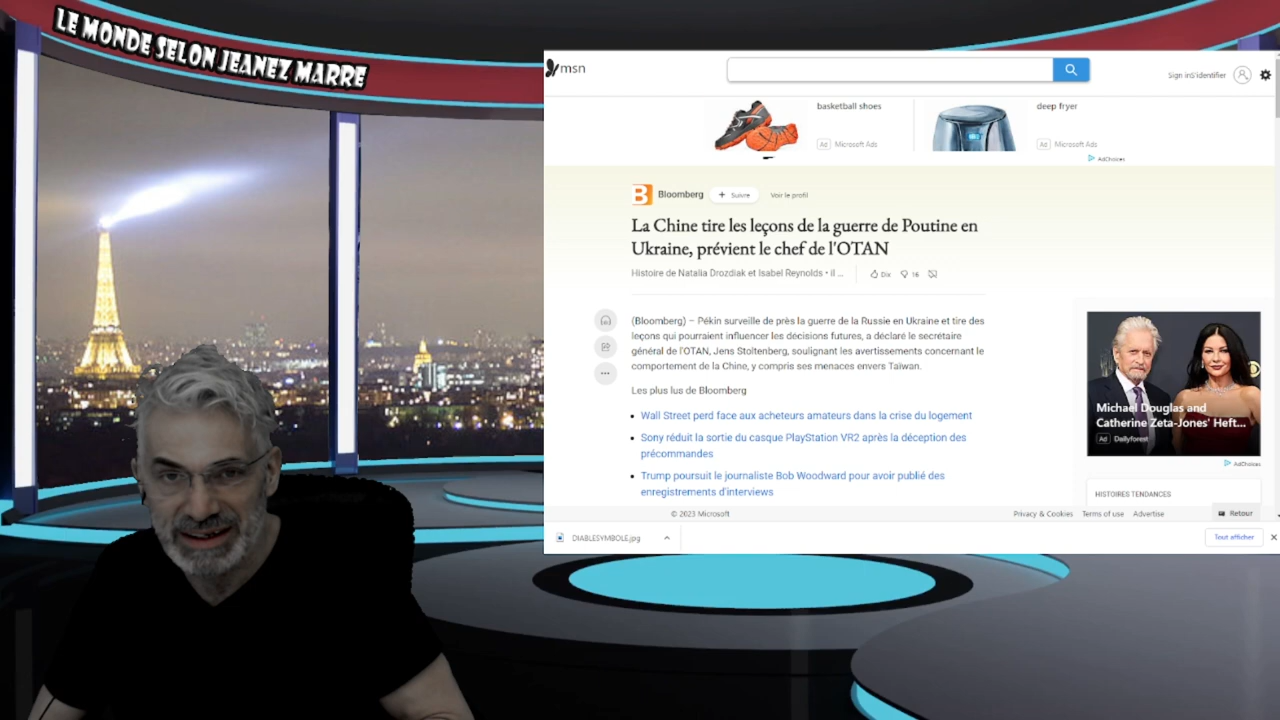 LE MONDE SELON JEANEZ MARRE
msn
Sign inS'identifier
basketball shoes
Ad Microsoft Ads
deep fryer
Ad Microsoft Ads
AdChoices
B Bloomberg + Suivre Voir le profil
La Chine tire les leçons de la guerre de Poutine en
Ukraine, prévient le chef de l'OTAN
Histoire de Natalia Drozdiak et Isabel Reynolds • il ... Dix 16
(Bloomberg) – Pékin surveille de près la guerre de la Russie en Ukraine et tire des
leçons qui pourraient influencer les décisions futures, a déclaré le secrétaire
général de l'OTAN, Jens Stoltenberg, soulignant les avertissements concernant le
comportement de la Chine, y compris ses menaces envers Taïwan.
Les plus lus de Bloomberg
• Wall Street perd face aux acheteurs amateurs dans la crise du logement
• Sony réduit la sortie du casque PlayStation VR2 après la déception des
précommandes
• Trump poursuit le journaliste Bob Woodward pour avoir publié des
enregistrements d'interviews
Michael Douglas and
Catherine Zeta-Jones' Heft...
Ad Dailyforest
AdChoices
HISTOIRES TENDANCES
© 2023 Microsoft
Privacy & Cookies Terms of use Advertise
Retour
DIABLESYMBOLE.jpg
Tout afficher